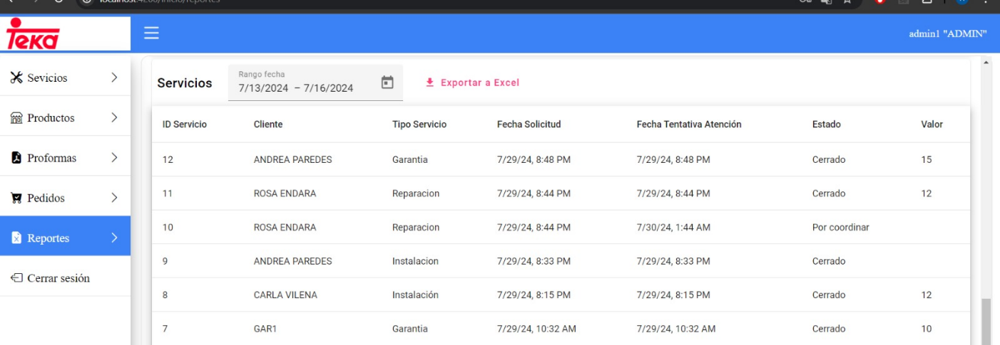 localhost:4200/inicio/reportes
Teka
admin1 "ADMIN"
Sevicios
Productos
Proformas
Pedidos
Reportes
Cerrar sesión
Servicios
Rango fecha
7/13/2024 – 7/16/2024
Exportar a Excel
ID Servicio Cliente Tipo Servicio Fecha Solicitud Fecha Tentativa Atención Estado Valor
12 ANDREA PAREDES Garantia 7/29/24, 8:48 PM 7/29/24, 8:48 PM Cerrado 15
11 ROSA ENDARA Reparacion 7/29/24, 8:44 PM 7/29/24, 8:44 PM Cerrado 12
10 ROSA ENDARA Reparacion 7/29/24, 8:44 PM 7/30/24, 1:44 AM Por coordinar
9 ANDREA PAREDES Instalacion 7/29/24, 8:33 PM 7/29/24, 8:33 PM Cerrado
8 CARLA VILENA Instalación 7/29/24, 8:15 PM 7/29/24, 8:15 PM Cerrado 12
7 GAR1 Garantia 7/29/24, 10:32 AM 7/29/24, 10:32 AM Cerrado 10